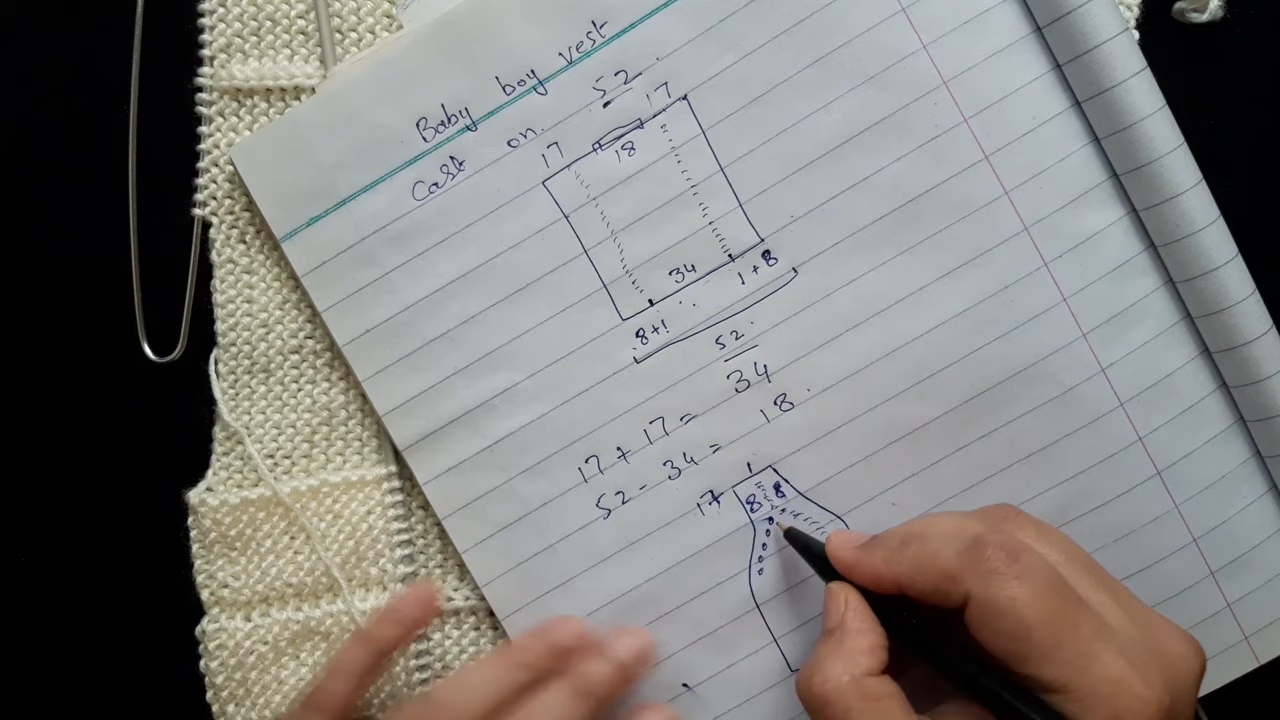 Baby boy vest
Cast on. 52.
17 18 17
34
8+1 1+8
52
34
17 + 17 =
18.
52 - 34 =
1
17 8 8